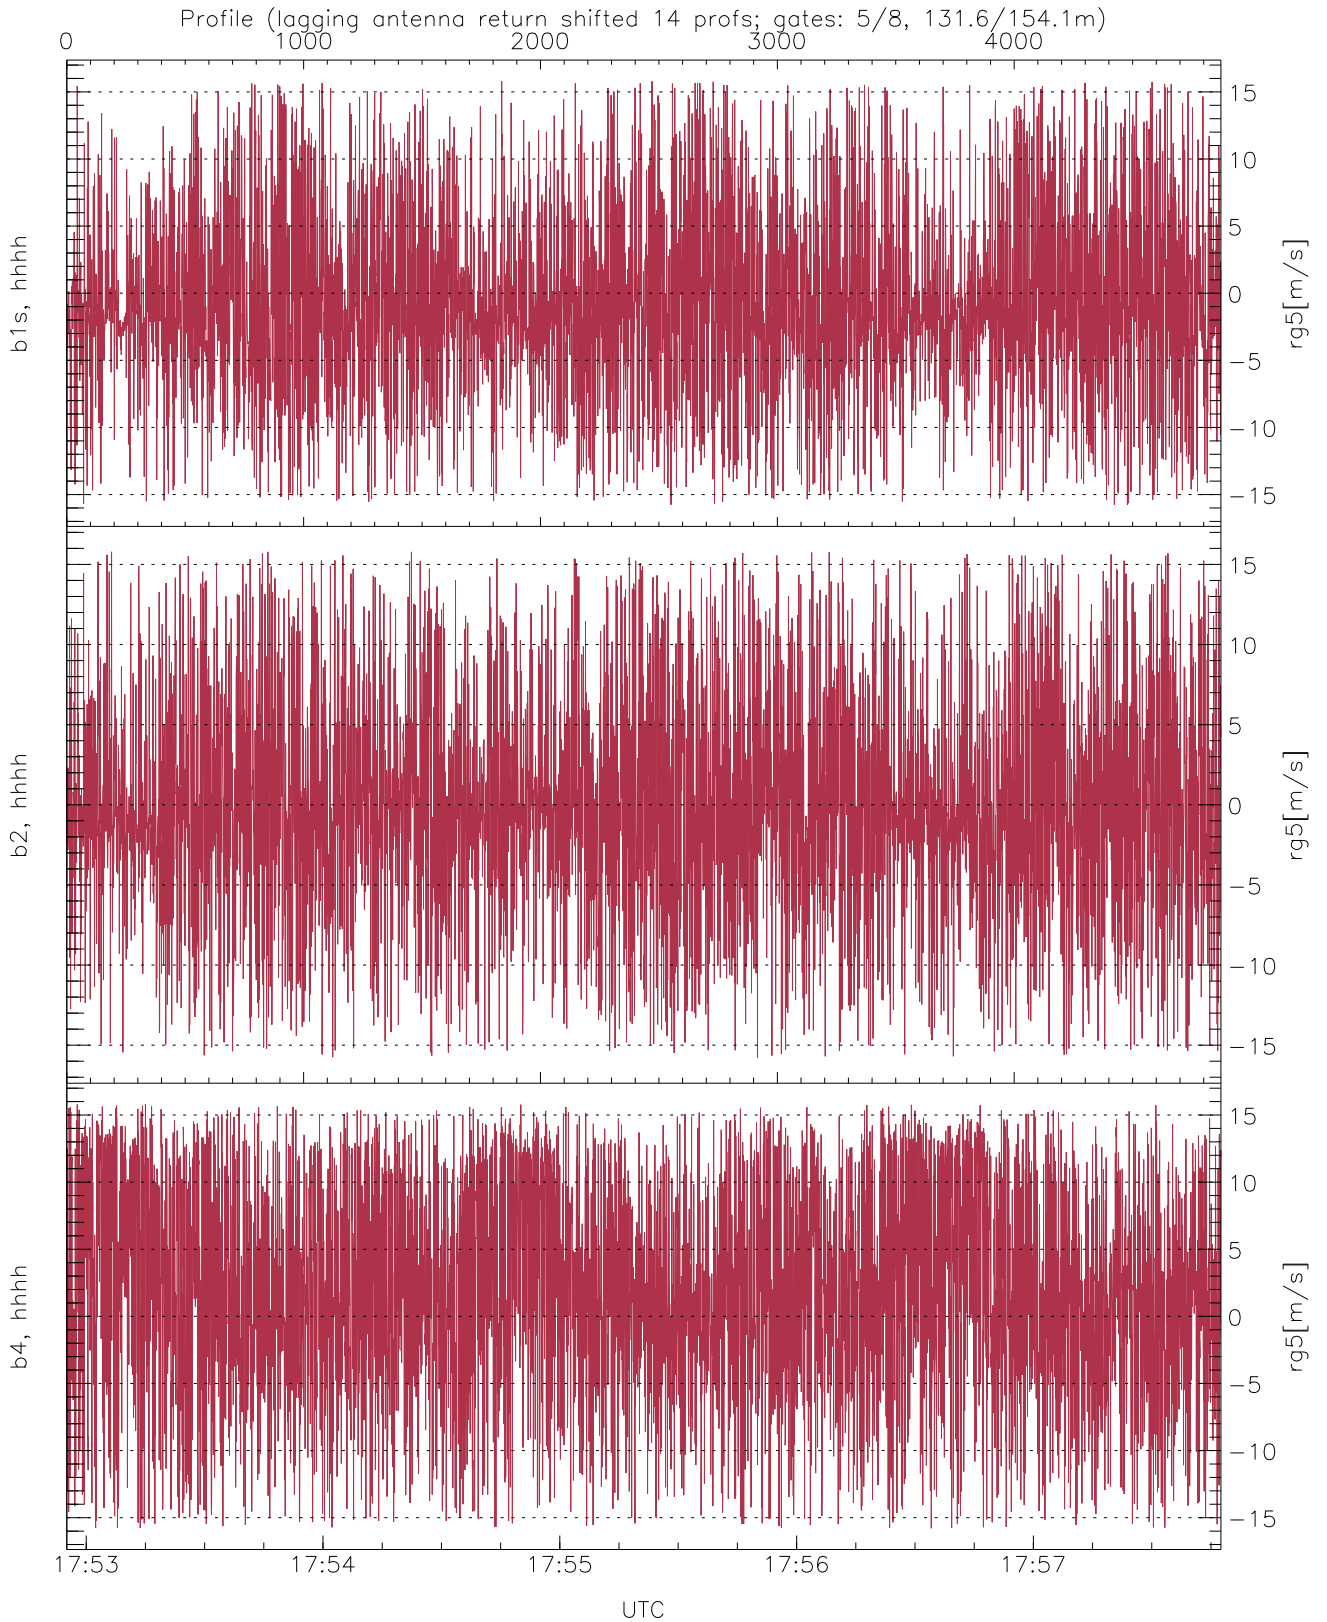 Profile (lagging antenna return shifted 14 profs; gates: 5/8, 131.6/154.1m)
0 1000 2000 3000 4000
b1s, hhhh
15
10
5
0
−5
−10
−15
rg5[m/s]
b2, hhhh
15
10
5
0
−5
−10
−15
rg5[m/s]
b4, hhhh
15
10
5
0
−5
−10
−15
rg5[m/s]
17:53 17:54 17:55 17:56 17:57
UTC